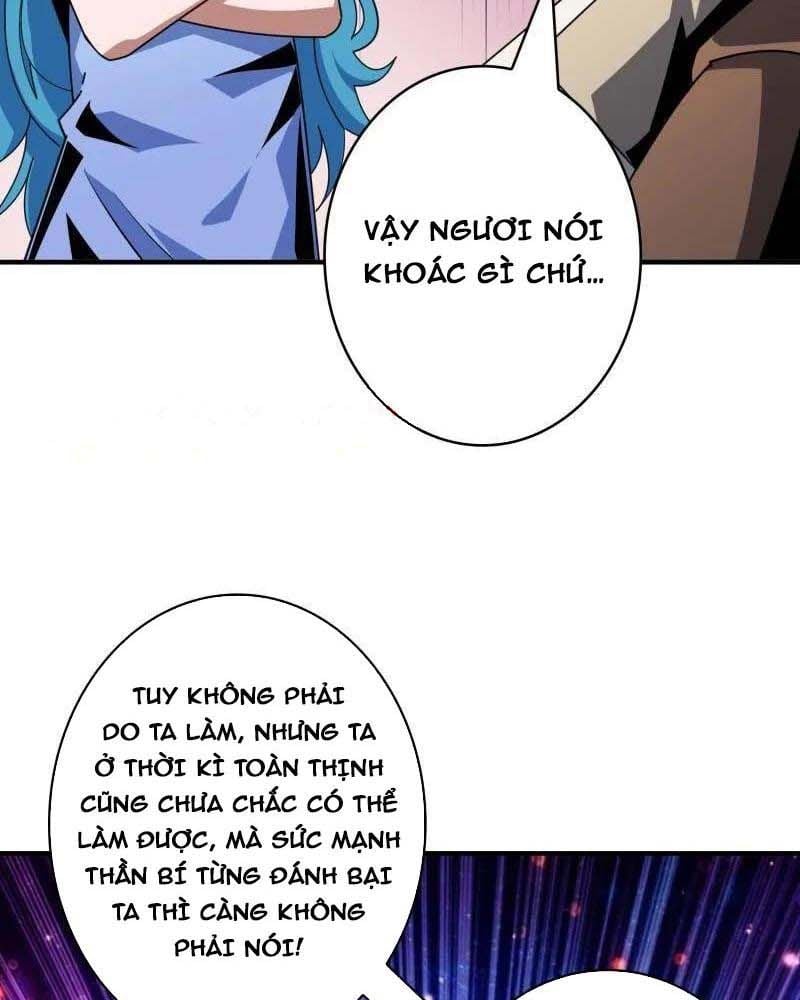 VẬY NGƯƠI NÓI
KHOÁC GÌ CHỨ...
TUY KHÔNG PHẢI
DO TA LÀM, NHƯNG TA
Ở THỜI KÌ TOÀN THỊNH
CŨNG CHƯA CHẮC CÓ THỂ
LÀM ĐƯỢC, MÀ SỨC MẠNH
THẦN BÍ TỪNG ĐÁNH BẠI
TA THÌ CÀNG KHÔNG
PHẢI NÓI!